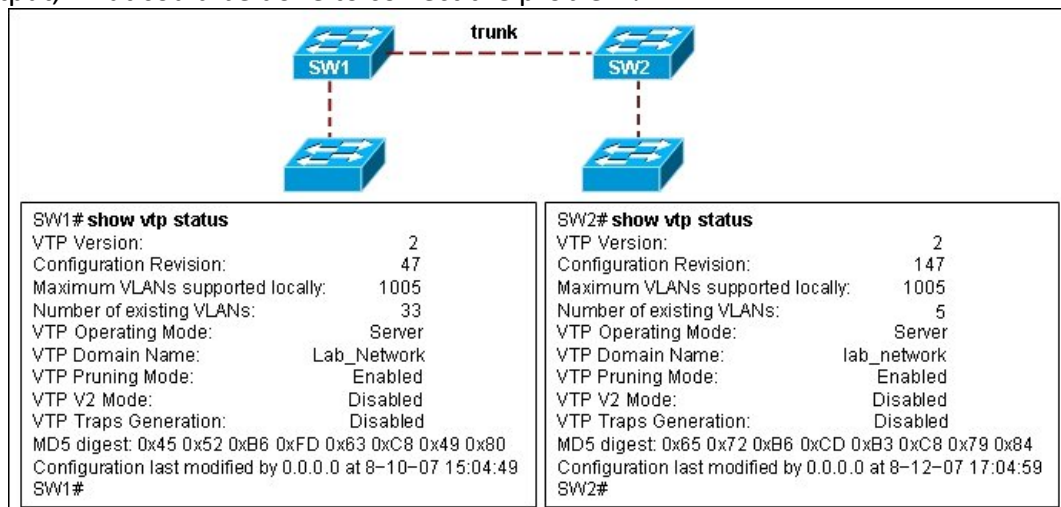 trunk
SW1
SW2
SW1# show vtp status
VTP Version: 2
Configuration Revision: 47
Maximum VLANs supported locally: 1005
Number of existing VLANs: 33
VTP Operating Mode: Server
VTP Domain Name: Lab_Network
VTP Pruning Mode: Enabled
VTP V2 Mode: Disabled
VTP Traps Generation: Disabled
MD5 digest: 0x45 0x52 0xB6 0xFD 0x63 0xC8 0x49 0x80
Configuration last modified by 0.0.0.0 at 8-10-07 15:04:49
SW1#
SW2# show vtp status
VTP Version: 2
Configuration Revision: 147
Maximum VLANs supported locally: 1005
Number of existing VLANs: 5
VTP Operating Mode: Server
VTP Domain Name: lab_network
VTP Pruning Mode: Enabled
VTP V2 Mode: Disabled
VTP Traps Generation: Disabled
MD5 digest: 0x65 0x72 0xB6 0xCD 0xB3 0xC8 0x79 0x84
Configuration last modified by 0.0.0.0 at 8-12-07 17:04:59
SW2#